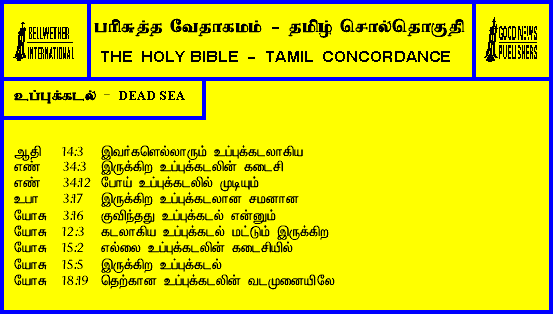 BELLWETHER
INTERNATIONAL
பரிசுத்த வேதாகமம் - தமிழ் சொல்தொகுதி
THE HOLY BIBLE - TAMIL CONCORDANCE
GOOD NEWS
PUBLISHERS
உப்புக்கடல் - DEAD SEA
ஆதி 14:3 இவர்களெல்லாரும் உப்புக்கடலாகிய
எண் 34:3 இருக்கிற உப்புக்கடலின் கடைசி
எண் 34:12 போய் உப்புக்கடலில் முடியும்
உபா 3:17 இருக்கிற உப்புக்கடலான சமனான
யோசு 3:16 குவிந்தது உப்புக்கடல் என்னும்
யோசு 12:3 கடலாகிய உப்புக்கடல் மட்டும் இருக்கிற
யோசு 15:2 எல்லை உப்புக்கடலின் கடைசியில்
யோசு 15:5 இருக்கிற உப்புக்கடல்
யோசு 18:19 தெற்கான உப்புக்கடலின் வடமுனையிலே